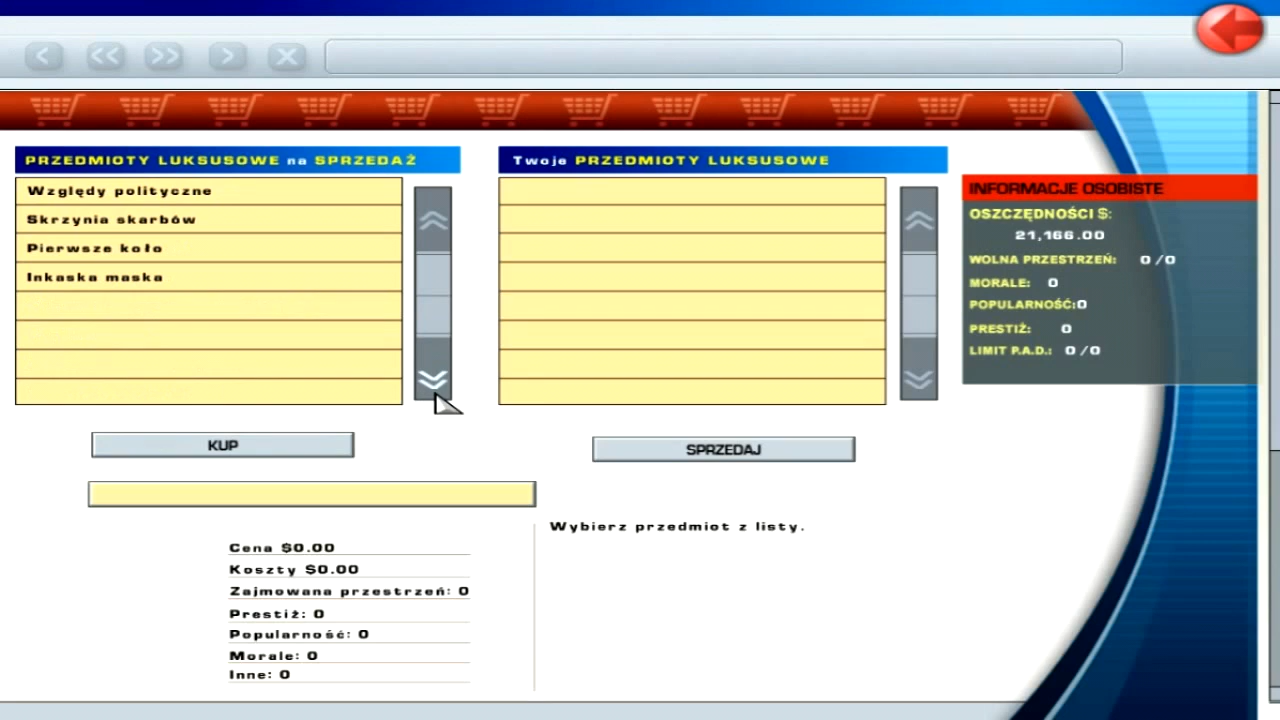 PRZEDMIOTY LUKSUSOWE na SPRZEDAŻ
Względy polityczne
Skrzynia skarbów
Pierwsze koło
Inkaska maska
KUP
Twoje PRZEDMIOTY LUKSUSOWE
SPRZEDAJ
INFORMACJE OSOBISTE
OSZCZĘDNOŚCI $:
21,166.00
WOLNA PRZESTRZEŃ: 0 /0
MORALE: 0
POPULARNOŚĆ:0
PRESTIŻ: 0
LIMIT P.A.D.: 0 /0
Cena $0.00
Koszty $0.00
Zajmowana przestrzeń: 0
Prestiż: 0
Popularność: 0
Morale: 0
Inne: 0
Wybierz przedmiot z listy.